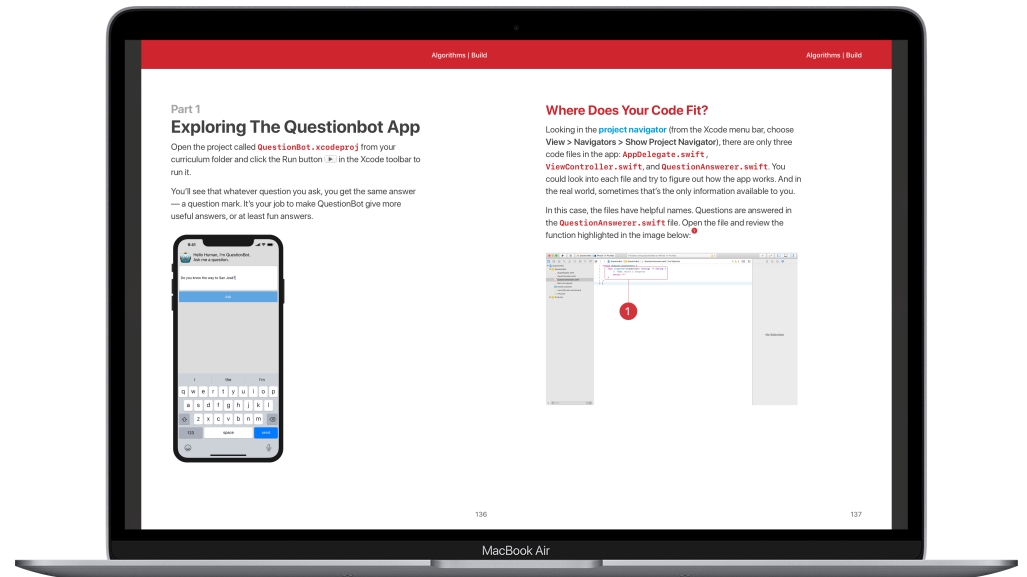 Algorithms | Build
Part 1
Exploring The Questionbot App
Open the project called QuestionBot.xcodeproj from your
curriculum folder and click the Run button in the Xcode toolbar to
run it.
You'll see that whatever question you ask, you get the same answer
— a question mark. It's your job to make QuestionBot give more
useful answers, or at least fun answers.
9:41
Hello Human, I'm QuestionBot
Ask me a question.
Do you know the way to San José?
Ask
I the I'm
q w e r t y u i o p
a s d f g h j k l
z x c v b n m
123 space send
136
Algorithms | Build
Where Does Your Code Fit?
Looking in the project navigator (from the Xcode menu bar, choose
View > Navigators > Show Project Navigator), there are only three
code files in the app: AppDelegate.swift,
ViewController.swift, and QuestionAnswerer.swift. You
could look into each file and try to figure out how the app works. And in
the real world, sometimes that's the only information available to you.
In this case, the files have helpful names. Questions are answered in
the QuestionAnswerer.swift file. Open the file and review the
function highlighted in the image below:
1
137
MacBook Air